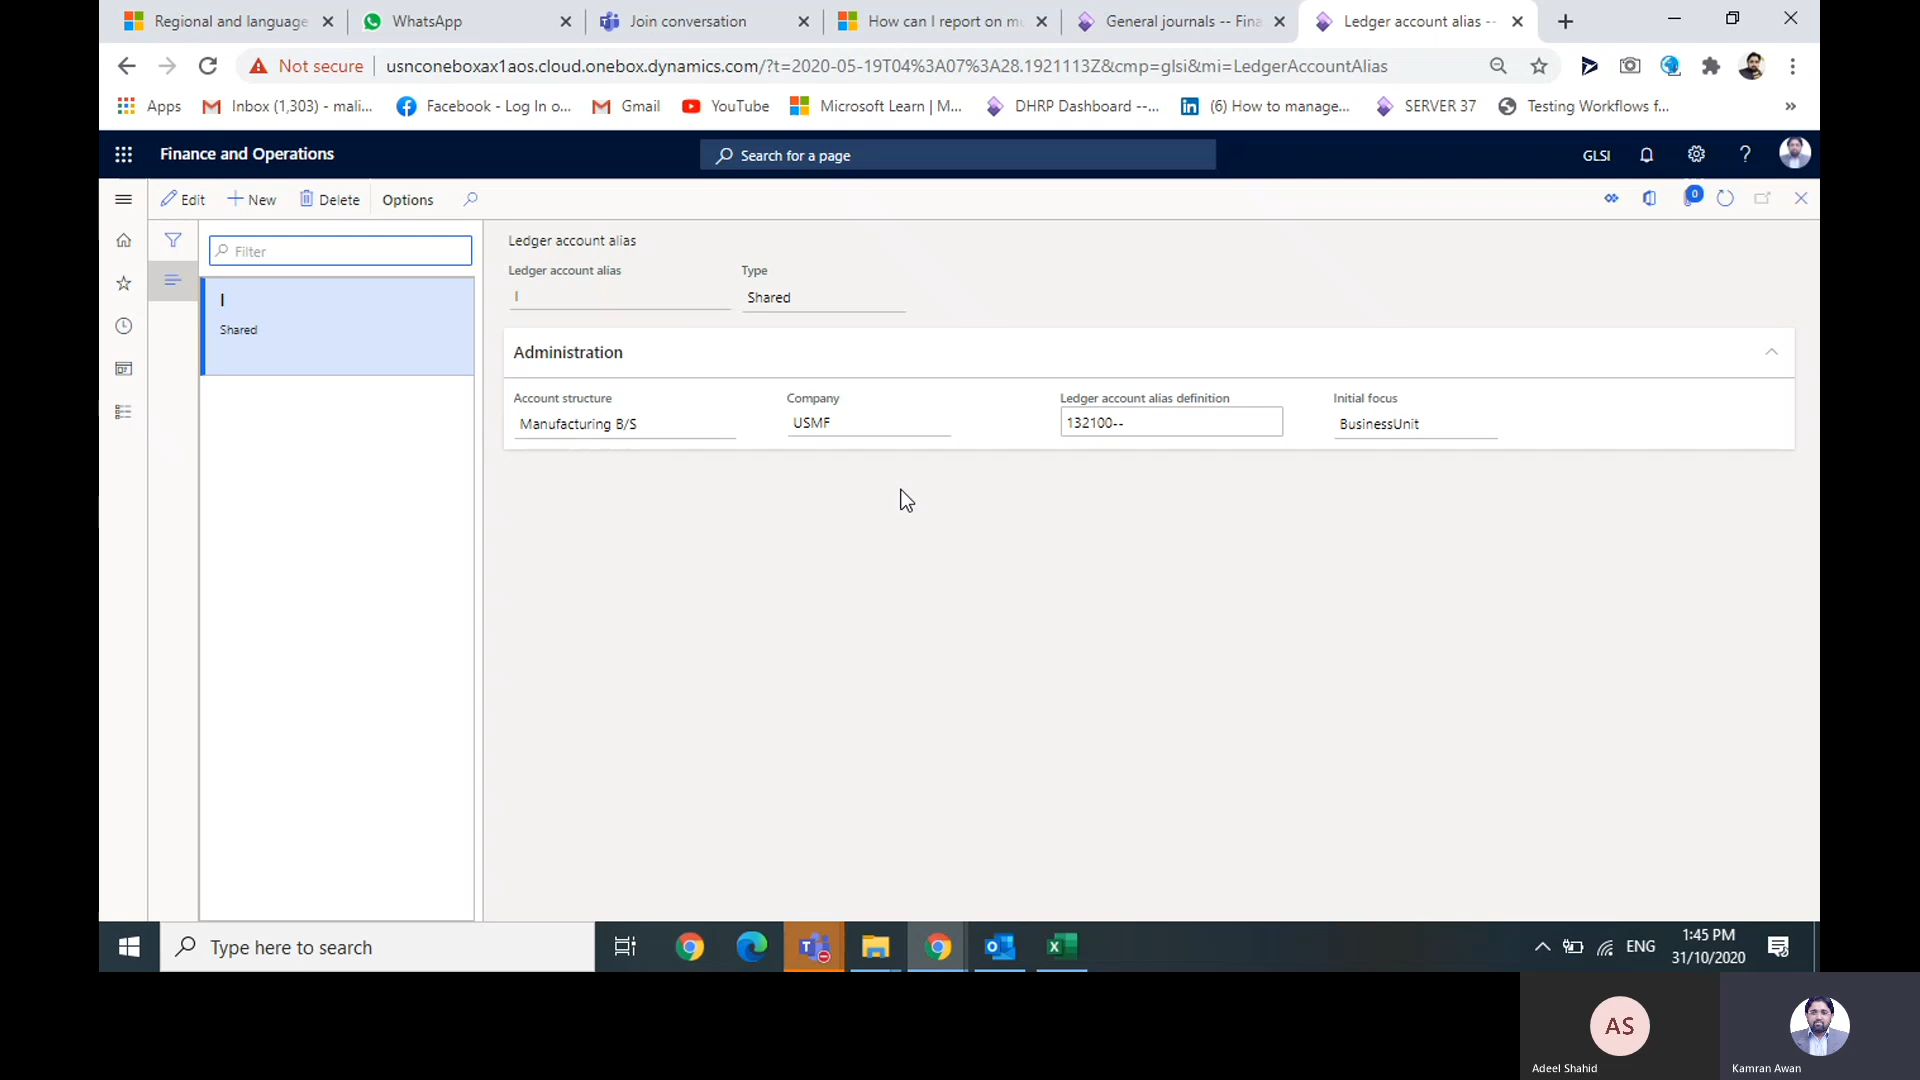 Regional and language
WhatsApp
Join conversation
How can I report on mu
General journals -- Fina
Ledger account alias --
Not secure
usnconeboxax1aos.cloud.onebox.dynamics.com/?t=2020-05-19T04%3A07%3A28.1921113Z&cmp=glsi&mi=LedgerAccountAlias
Apps
Inbox (1,303) - mali...
Facebook - Log In o...
Gmail
YouTube
Microsoft Learn | M...
DHRP Dashboard --...
(6) How to manage...
SERVER 37
Testing Workflows f...
»
Finance and Operations
Search for a page
GLSI
?
Edit
New
Delete
Options
0
Filter
I
Shared
Ledger account alias
Ledger account alias
Type
I
Shared
Administration
Account structure
Company
Ledger account alias definition
Initial focus
Manufacturing B/S
USMF
132100--
BusinessUnit
Type here to search
ENG
1:45 PM
31/10/2020
AS
Adeel Shahid
Kamran Awan